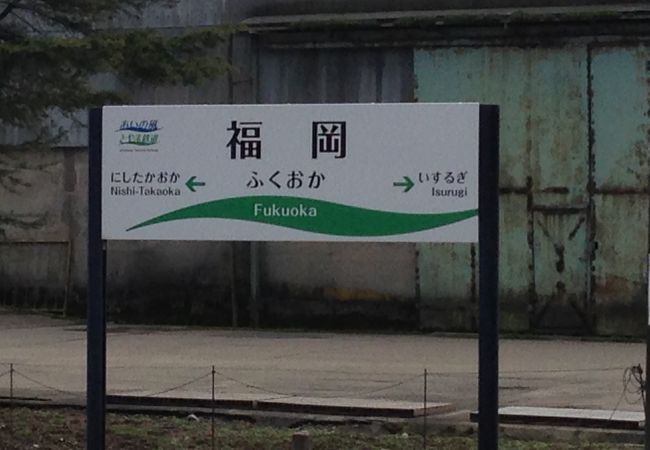 あいの風
とやま鉄道
福岡
ふくおか
にしたかおか
Nishi-Takaoka
いするぎ
Isurugi
Fukuoka